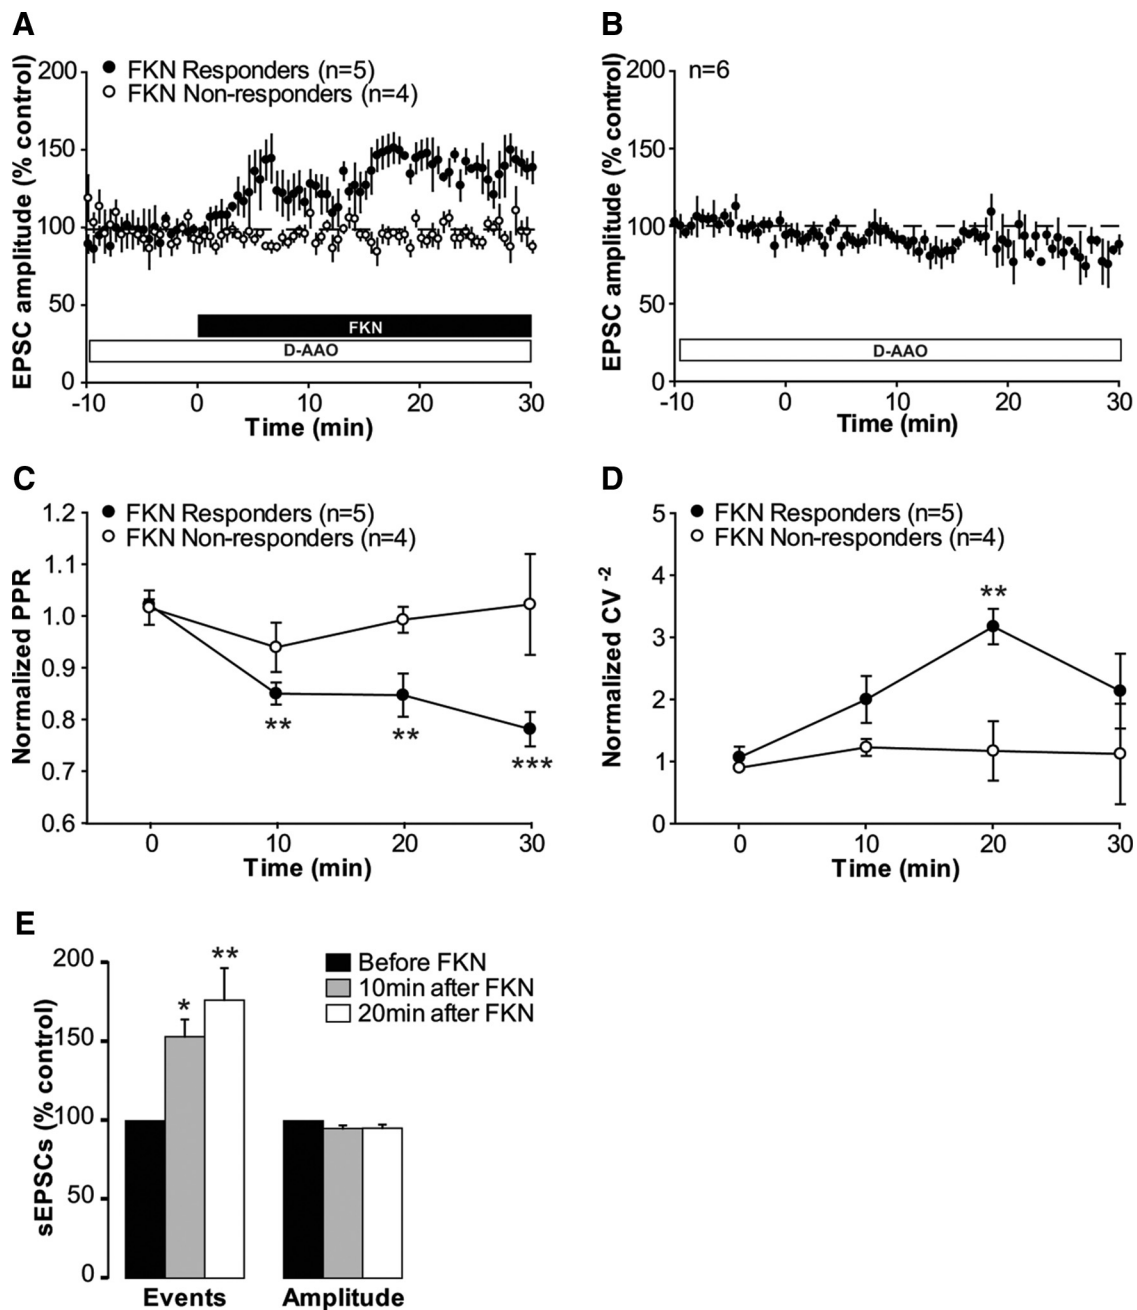 A
EPSC amplitude (% control)
200
150
100
50
0
FKN Responders (n=5)
FKN Non-responders (n=4)
FKN
D-AAO
-10 0 10 20 30
Time (min)
B
EPSC amplitude (% control)
200
150
100
50
0
n=6
D-AAO
-10 0 10 20 30
Time (min)
C
Normalized PPR
1.2
1.1
1.0
0.9
0.8
0.7
0.6
FKN Responders (n=5)
FKN Non-responders (n=4)
**
**
***
0 10 20 30
Time (min)
D
Normalized CV -2
5
4
3
2
1
0
FKN Responders (n=5)
FKN Non-responders (n=4)
**
0 10 20 30
Time (min)
E
sEPSCs (% control)
200
150
100
50
0
*
**
Before FKN
10min after FKN
20min after FKN
Events Amplitude